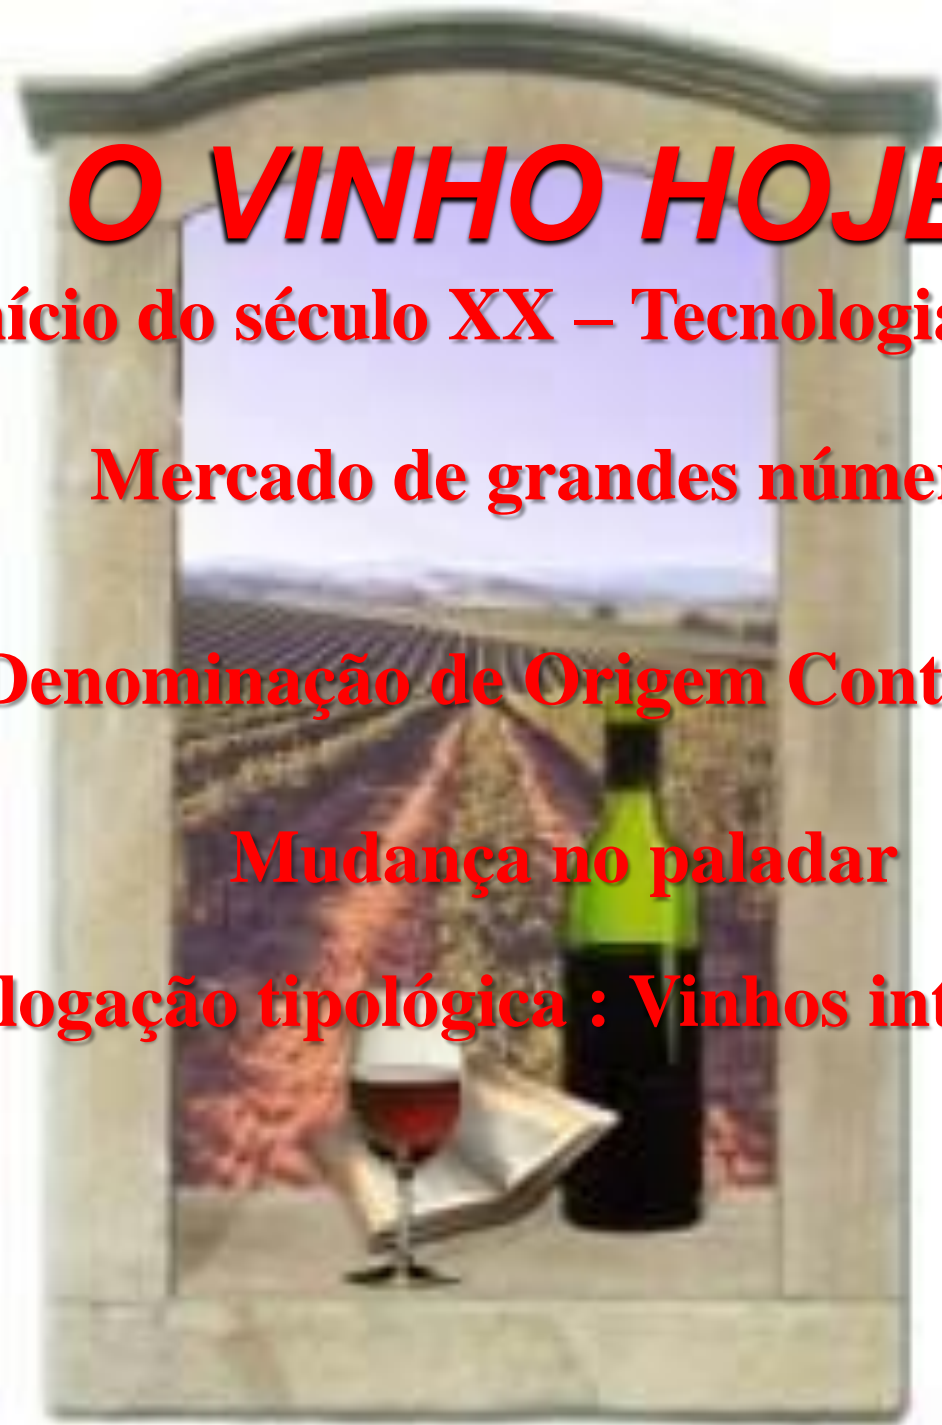 O VINHO HOJE
nício do século XX – Tecnologia
Mercado de grandes númer
Denominação de Origem Cont
Mudança no paladar
logação tipológica : Vinhos int